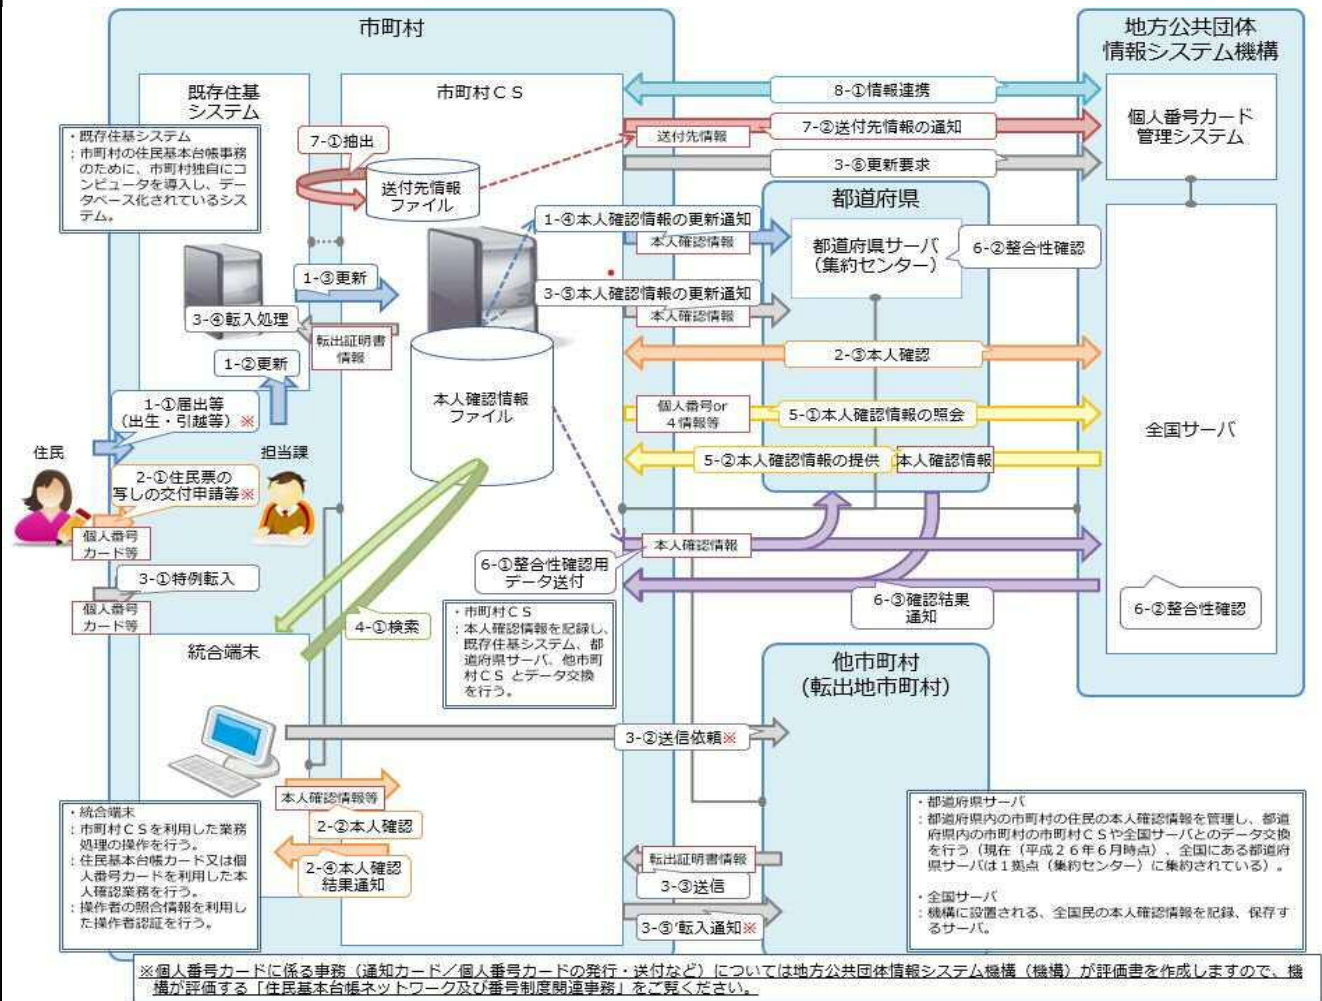 市町村
地方公共団体
情報システム機構
既存住基
システム
市町村ＣＳ
8-①情報連携
個人番号カード
管理システム
・既存住基システム
：市町村の住民基本台帳事務
のために、市町村独自にコ
ンピュータを導入し、デー
タベース化されているシス
テム。
7-①抽出
送付先情報
7-②送付先情報の通知
3-⑥更新要求
送付先情報
ファイル
都道府県
1-④本人確認情報の更新通知
本人確認情報
都道府県サーバ
（集約センター）
6-②整合性確認
1-③更新
3-⑤本人確認情報の更新通知
本人確認情報
3-④転入処理
転出証明書
情報
1-②更新
2-③本人確認
本人確認情報
ファイル
1-①届出等
（出生・引越等）※
個人番号or
４情報等
5-①本人確認情報の照会
全国サーバ
住民
担当課
5-②本人確認情報の提供
本人確認情報
2-①住民票の
写しの交付申請等※
個人番号
カード等
本人確認情報
3-①特例転入
6-①整合性確認用
データ送付
個人番号
カード等
6-③確認結果
通知
6-②整合性確認
4-①検索
・市町村ＣＳ
：本人確認情報を記録し、
既存住基システム、都
道府県サーバ、他市町
村ＣＳ とデータ交換
を行う。
統合端末
他市町村
（転出地市町村）
3-②送信依頼※
本人確認情報等
2-②本人確認
・統合端末
：市町村ＣＳを利用した業務
処理の操作を行う。
：住民基本台帳カード又は個
人番号カードを利用した本
人確認業務を行う。
：操作者の照合情報を利用し
た操作者認証を行う。
2-④本人確認
結果通知
転出証明書情報
3-③送信
3-⑤'転入通知※
・都道府県サーバ
：都道府県内の市町村の住民の本人確認情報を管理し、都道
府県内の市町村の市町村ＣＳや全国サーバとのデータ交換
を行う（現在（平成２６年６月時点）、全国にある都道府
県サーバは１拠点（集約センター）に集約されている）。
・全国サーバ
：機構に設置される、全国民の本人確認情報を記録、保存す
るサーバ。
※個人番号カードに係る事務（通知カード／個人番号カードの発行・送付など）については地方公共団体情報システム機構（機構）が評価書を作成しますので、機
構が評価する「住民基本台帳ネットワーク及び番号制度関連事務」をご覧ください。